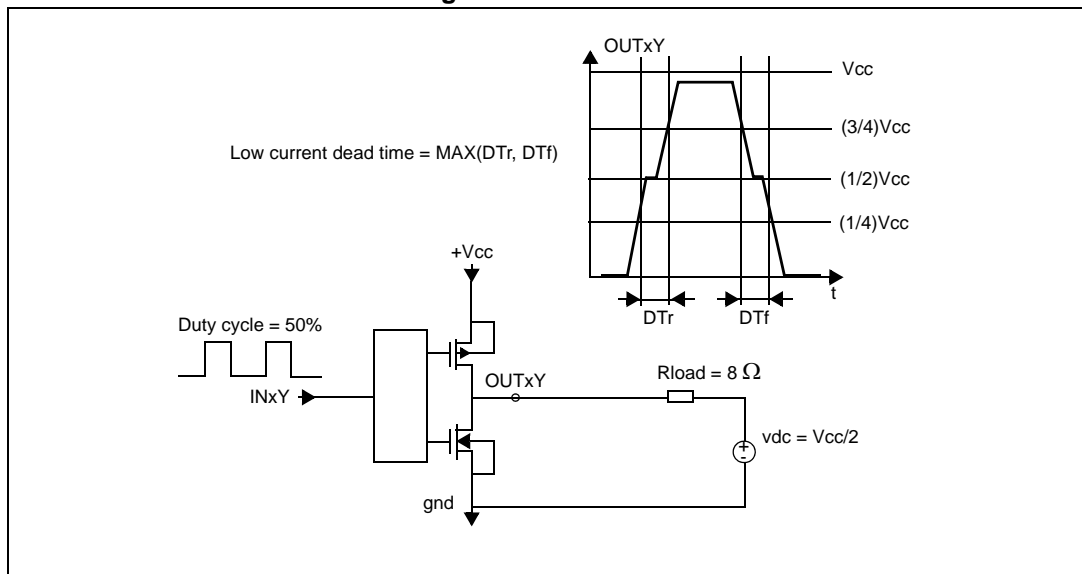 OUTxY
Vcc
(3/4)Vcc
Low current dead time = MAX(DTr, DTf)
(1/2)Vcc
(1/4)Vcc
+Vcc
t
DTr
DTf
Duty cycle = 50%
OUTxY
Rload = 8 Ω
INxY
vdc = Vcc/2
+
-
gnd